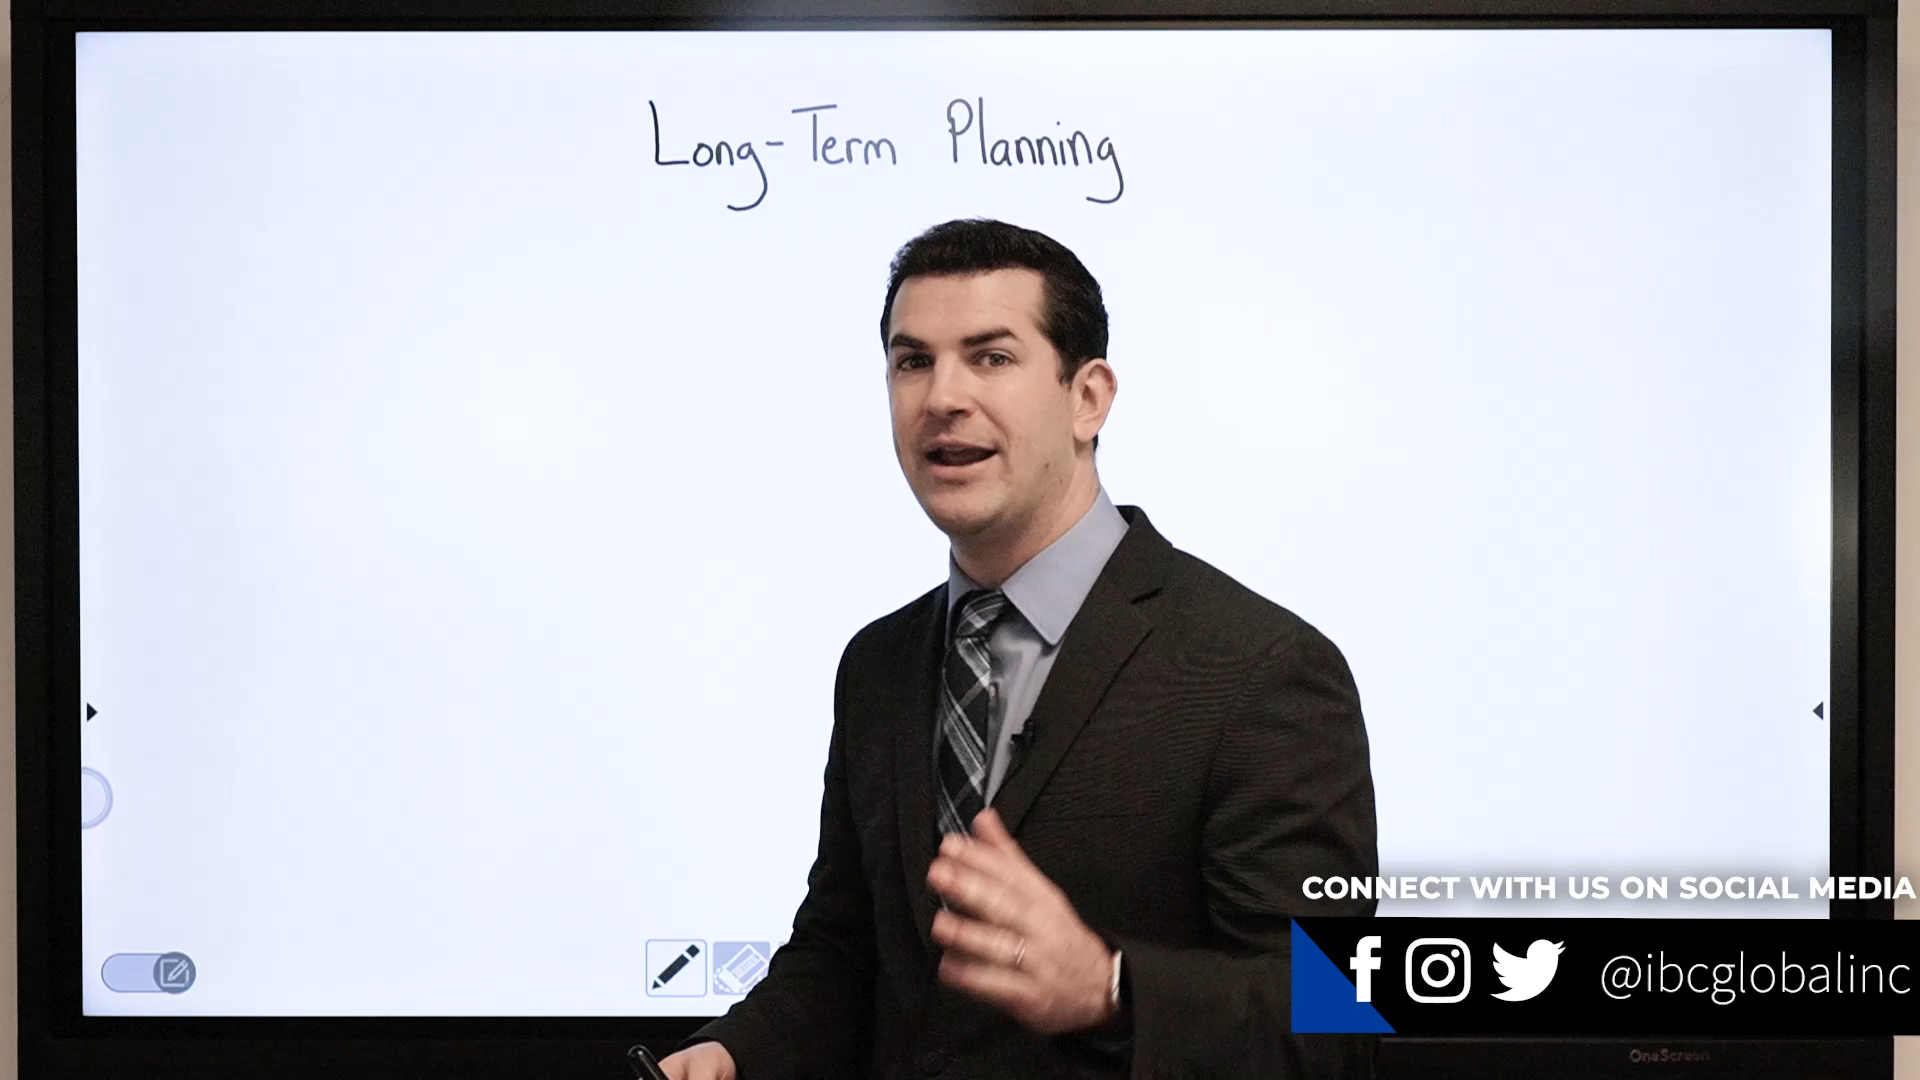 Long-Term Planning
CONNECT WITH US ON SOCIAL MEDIA
@ibcglobalinc
OneScreen